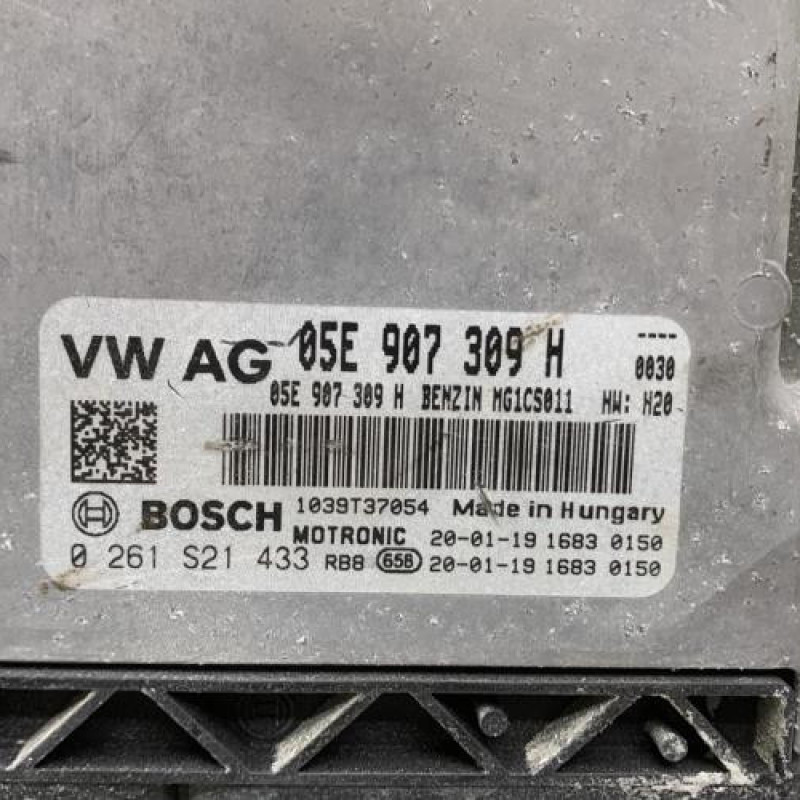 VW AG 05E 907 309 H ----
0030
05E 907 309 H BENZIN MG1CS011 HW: H20
BOSCH 1039T37054 Made in Hungary
MOTRONIC 20-01-19 1683 0150
0 261 S21 433 RB8 656 20-01-19 1683 0150